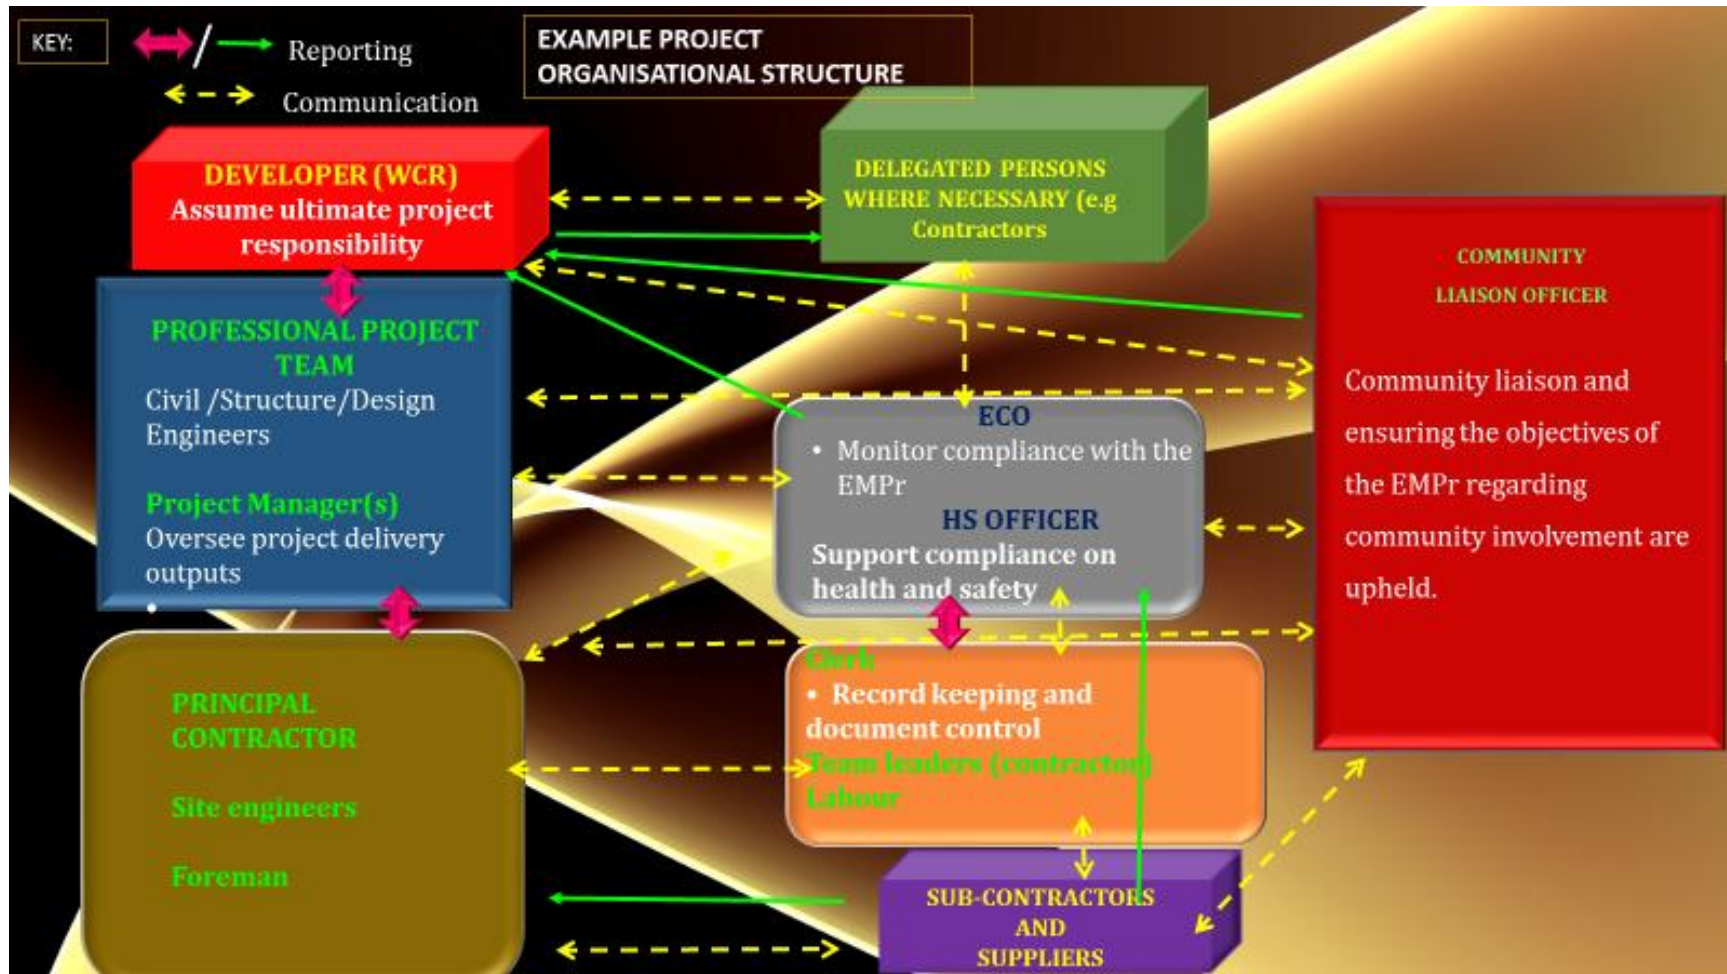 KEY:
/
Reporting
Communication
EXAMPLE PROJECT
ORGANISATIONAL STRUCTURE
DEVELOPER (WCR)
Assume ultimate project
responsibility
DELEGATED PERSONS
WHERE NECESSARY (e.g
Contractors
COMMUNITY
LIAISON OFFICER
Community liaison and
ensuring the objectives of
the EMPr regarding
community involvement are
upheld.
PROFESSIONAL PROJECT
TEAM
Civil /Structure/Design
Engineers
Project Manager(s)
Oversee project delivery
outputs
•
ECO
• Monitor compliance with the
EMPr
HS OFFICER
Support compliance on
health and safety
PRINCIPAL
CONTRACTOR
Site engineers
Foreman
Clerk
• Record keeping and
document control
Team leaders (contractor)
Labour
SUB-CONTRACTORS
AND
SUPPLIERS